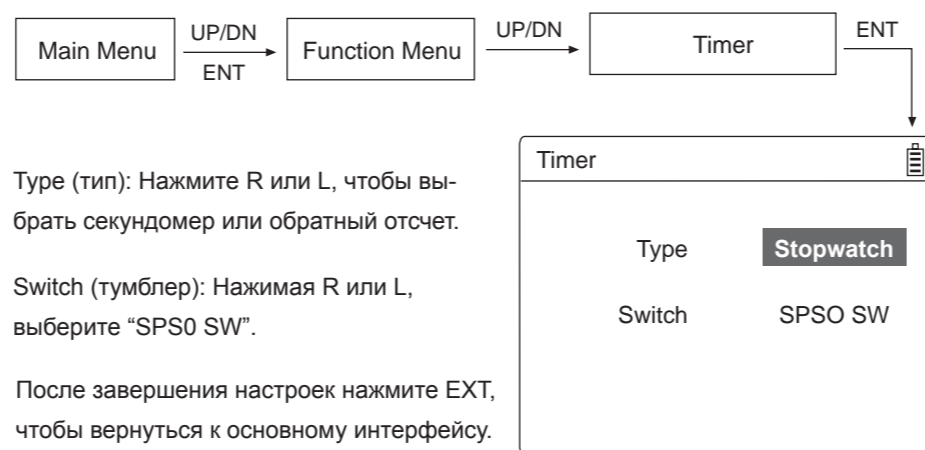 Main Menu
UP/DN
ENT
Function Menu
UP/DN
Timer
ENT
Type (тип): Нажмите R или L, чтобы вы-
брать секундомер или обратный отсчет.
Switch (тумблер): Нажимая R или L,
выберите “SPS0 SW”.
После завершения настроек нажмите EXT,
чтобы вернуться к основному интерфейсу.
Timer
Type Stopwatch
Switch SPSO SW